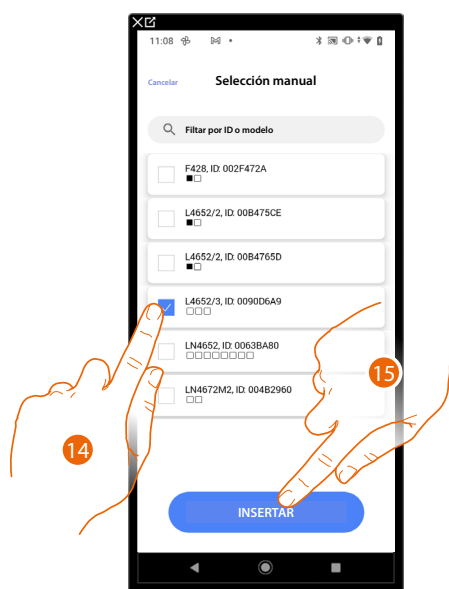 11:08
Cancelar
Selección manual
Filtar por ID o modelo
F428, ID: 002F472A
L4652/2, ID: 00B475CE
L4652/2, ID: 00B4765D
L4652/3, ID: 0090D6A9
LN4652, ID: 0063BA80
LN4672M2, ID: 004B2960
15
14
INSERTAR